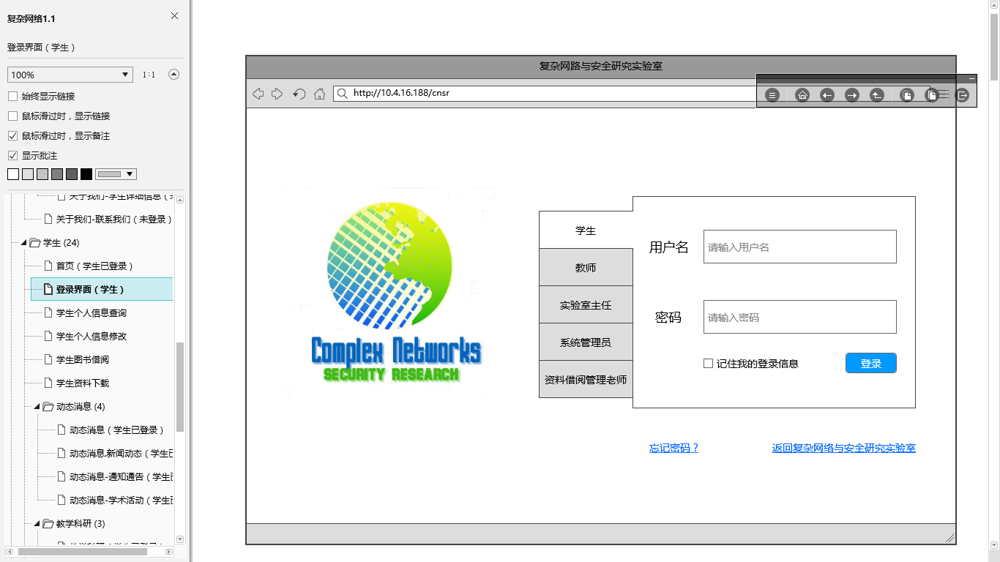 复杂网络1.1
登录界面（学生）
100%
1:1
始终显示链接
鼠标滑过时，显示链接
鼠标滑过时，显示备注
显示批注
关于我们-学生详细信息（
关于我们-联系我们（未登录）
学生 (24)
首页（学生已登录）
登录界面（学生）
学生个人信息查询
学生个人信息修改
学生图书借阅
学生资料下载
动态消息 (4)
动态消息（学生已登录）
动态消息.新闻动态（学生已
动态消息-通知通告（学生已
动态消息-学术活动（学生已
教学科研 (3)
复杂网路与安全研究实验室
http://10.4.16.188/cnsr
Complex Networks
SECURITY RESEARCH
学生
教师
实验室主任
系统管理员
资料借阅管理老师
用户名
请输入用户名
密码
请输入密码
记住我的登录信息
登录
忘记密码？
返回复杂网络与安全研究实验室